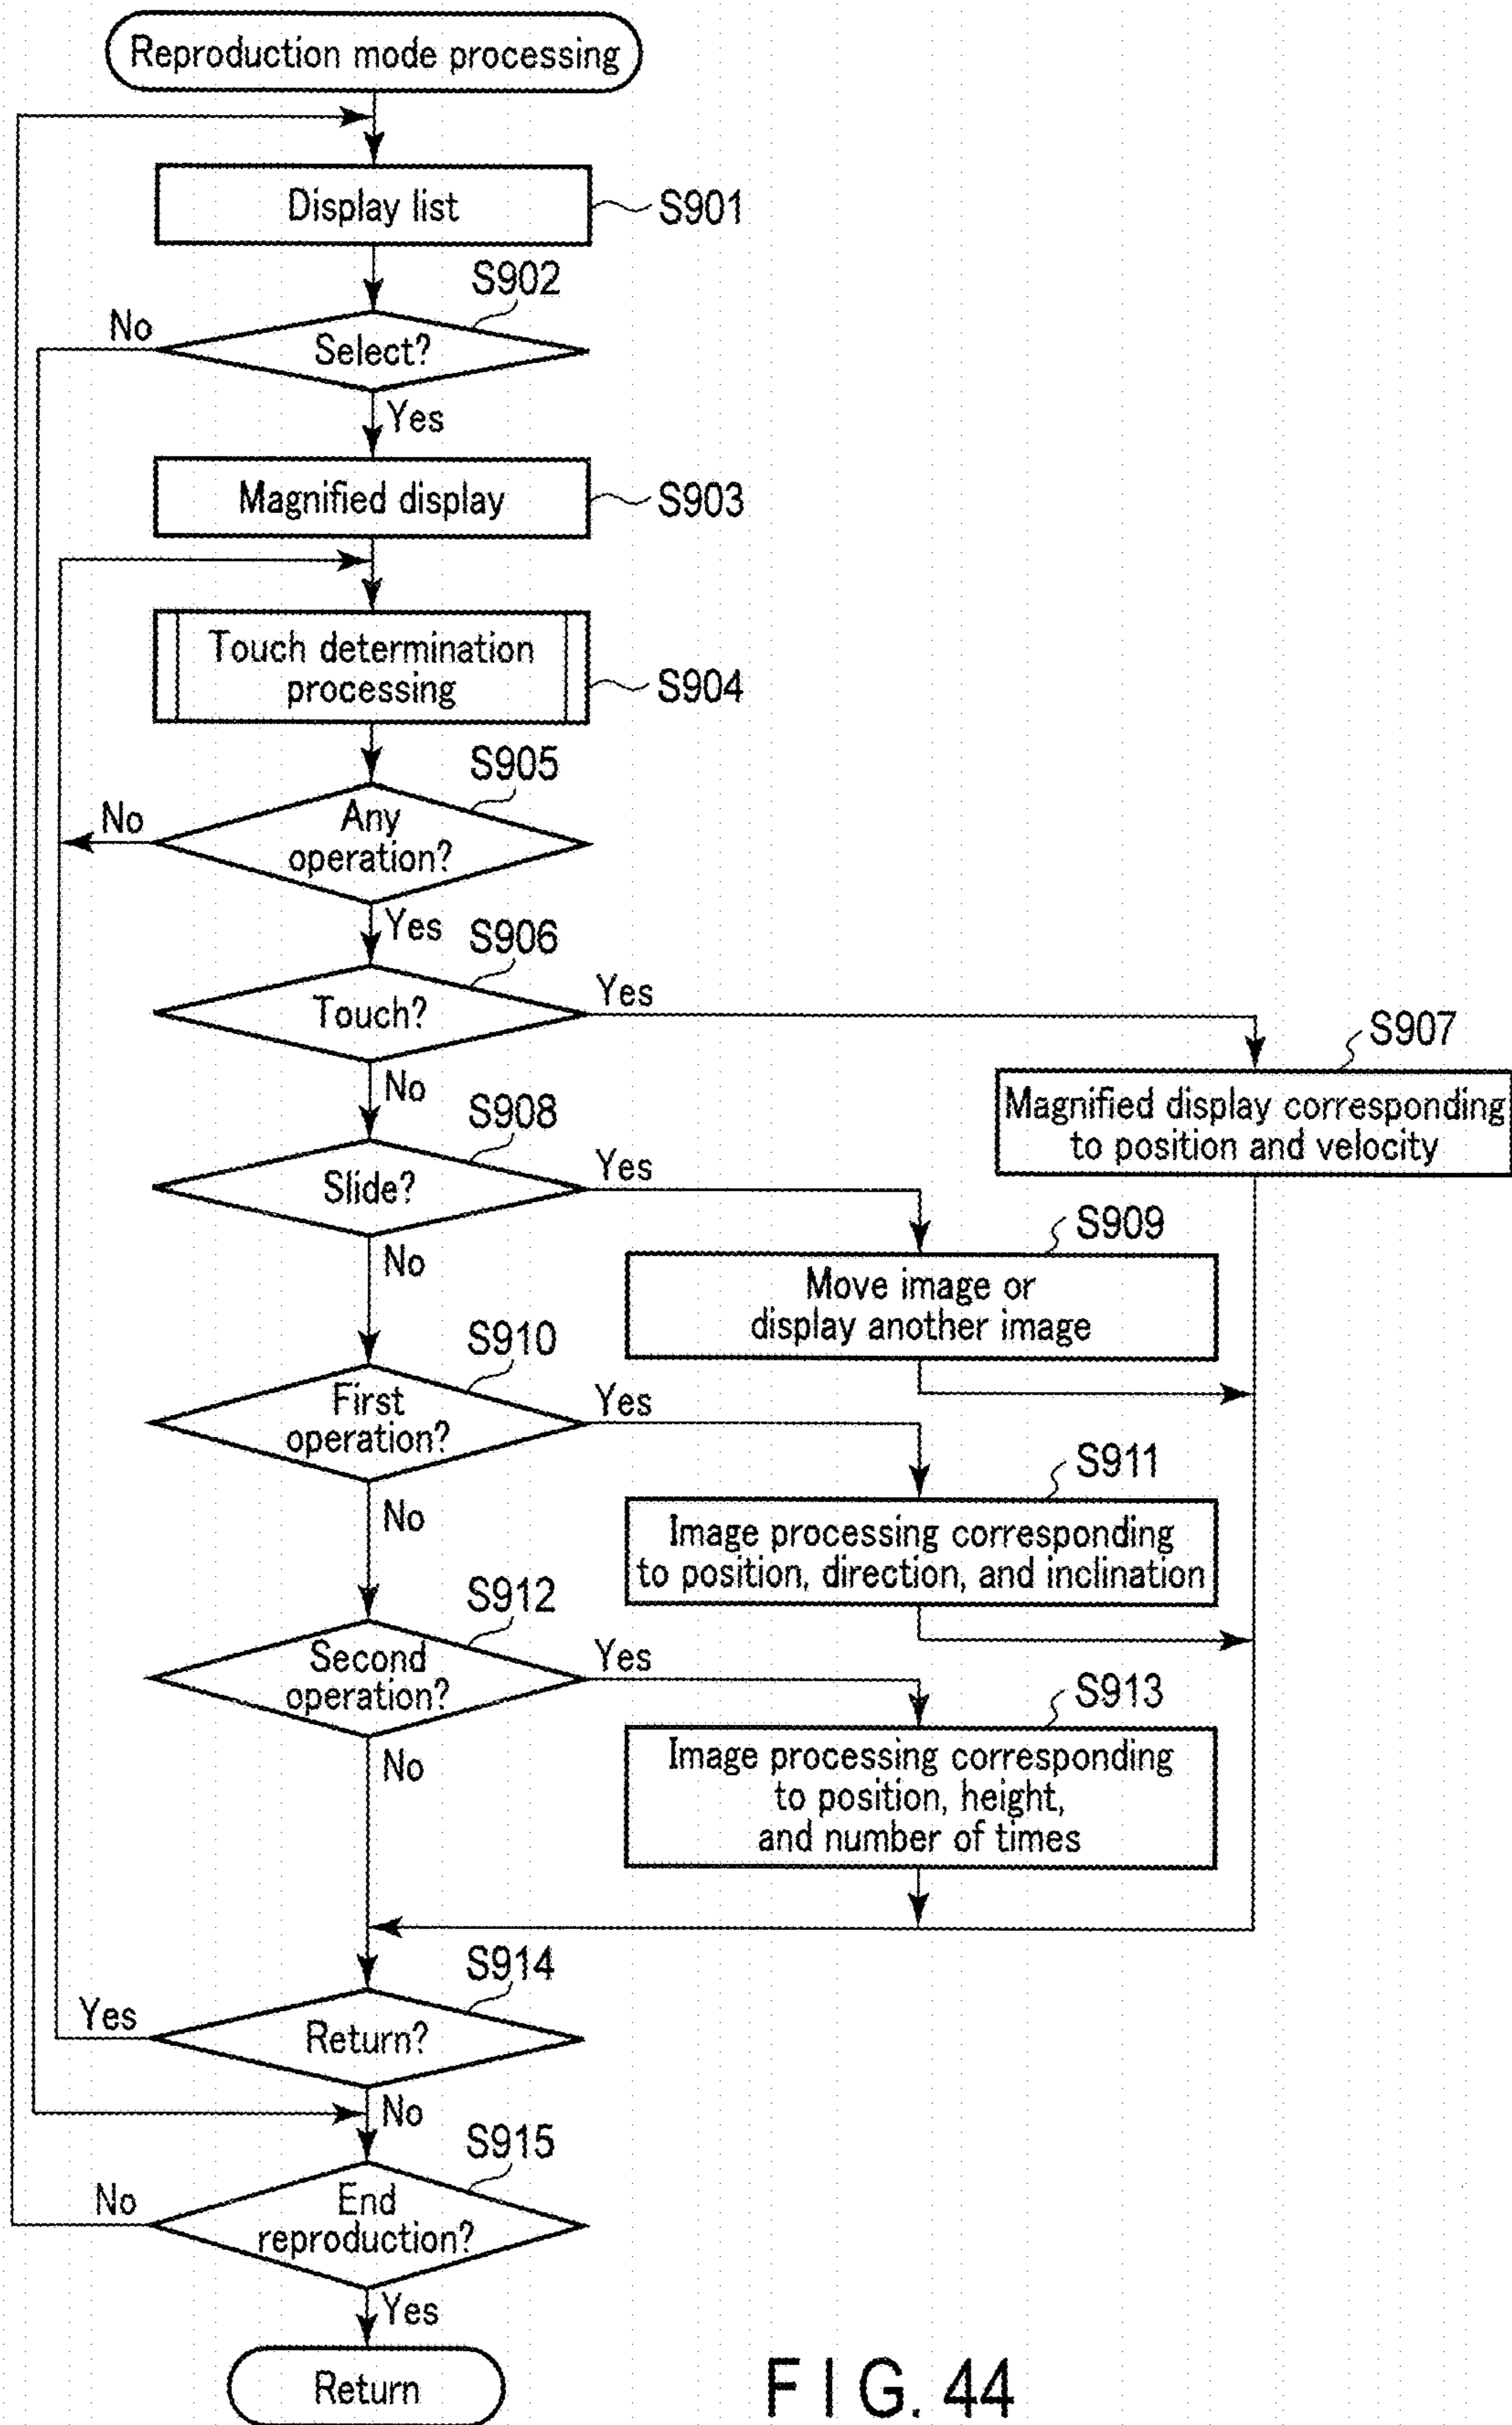 Reproduction mode processing
Display list
S901
S902
No
Select?
Yes
Magnified display
S903
Touch determination
processing
S904
S905
No
Any
operation?
Yes
S906
Touch?
Yes
No
S907
Magnified display corresponding
to position and velocity
S908
Slide?
Yes
No
S909
Move image or
display another image
S910
First
operation?
Yes
No
S911
Image processing corresponding
to position, direction, and inclination
S912
Second
operation?
Yes
No
S913
Image processing corresponding
to position, height,
and number of times
S914
Yes
Return?
No
S915
No
End
reproduction?
Yes
Return
FIG. 44